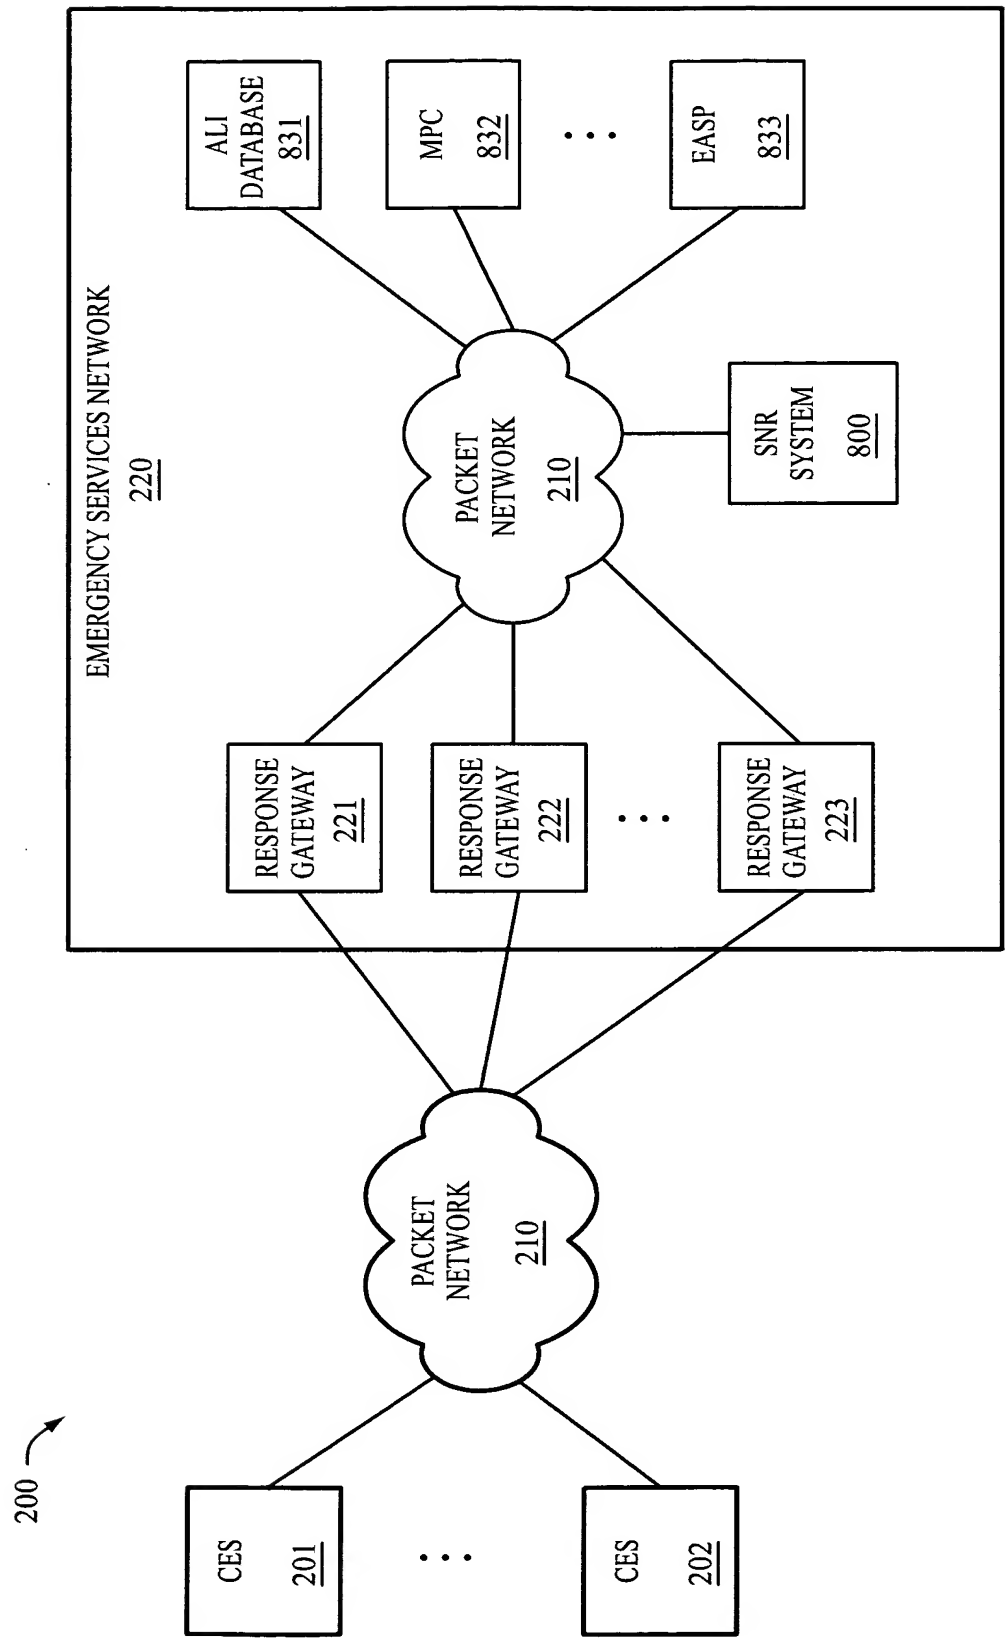 200
CES
201
CES
202
PACKET
NETWORK
210
EMERGENCY SERVICES NETWORK
220
RESPONSE
GATEWAY
221
RESPONSE
GATEWAY
222
RESPONSE
GATEWAY
223
PACKET
NETWORK
210
SNR
SYSTEM
800
ALI
DATABASE
831
MPC
832
EASP
833